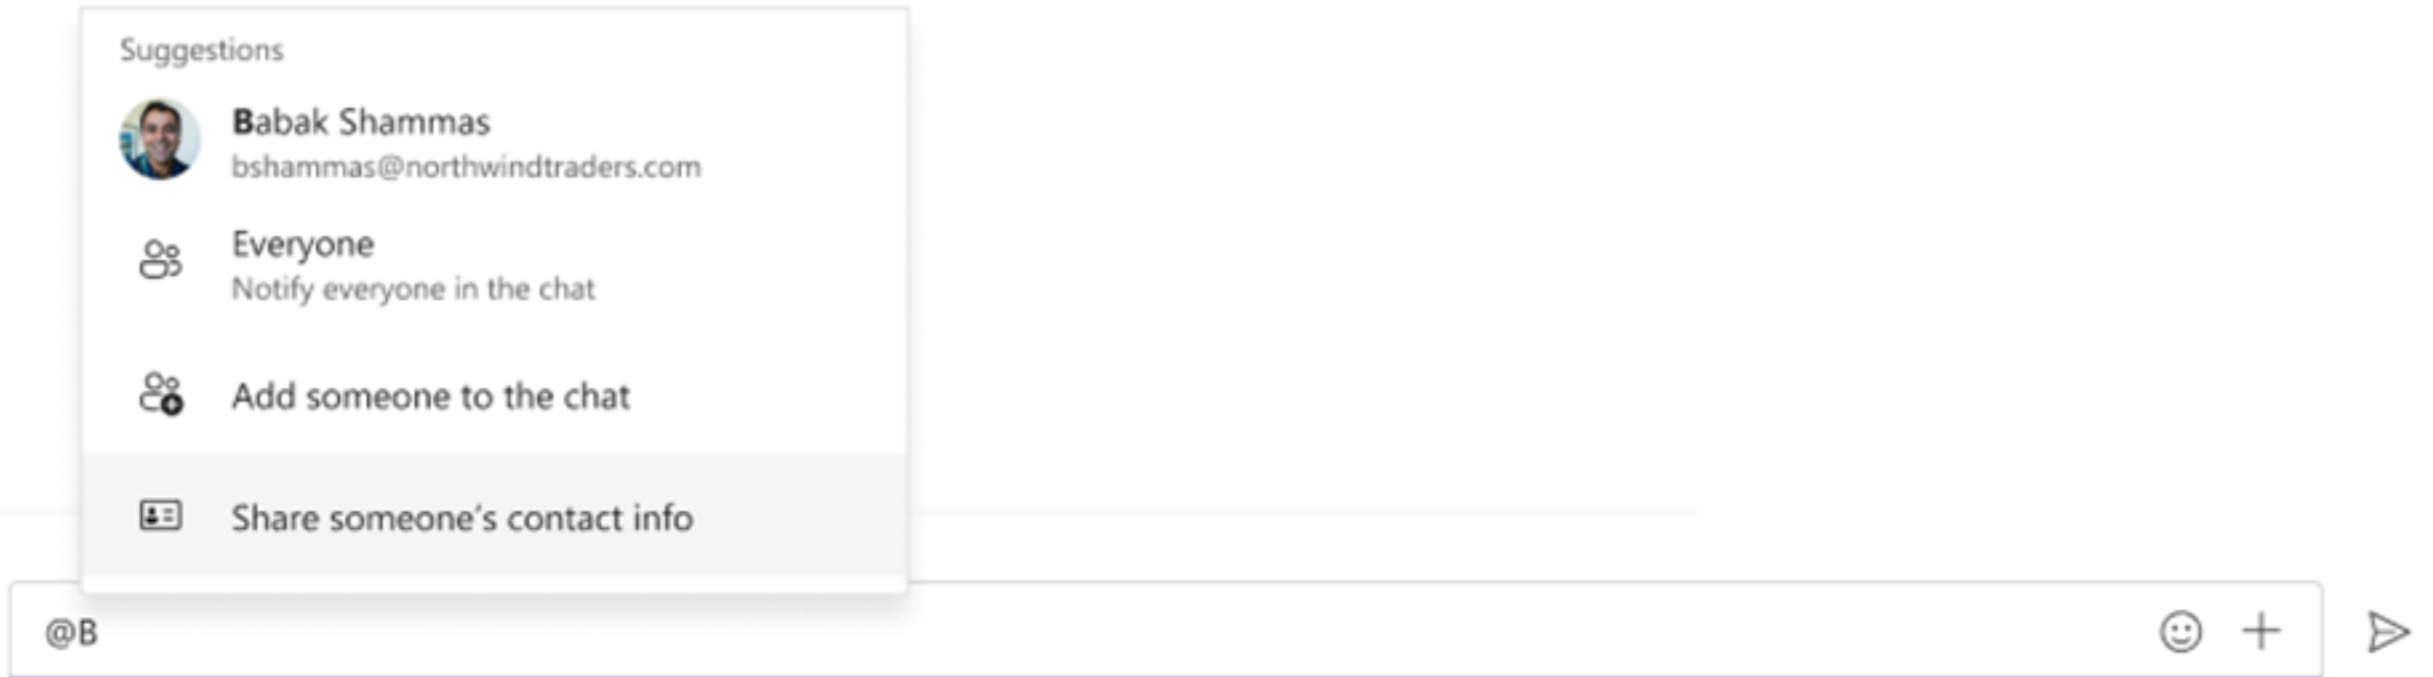 Suggestions
Babak Shammas
bshammas@northwindtraders.com
Everyone
Notify everyone in the chat
Add someone to the chat
Share someone’s contact info
@B